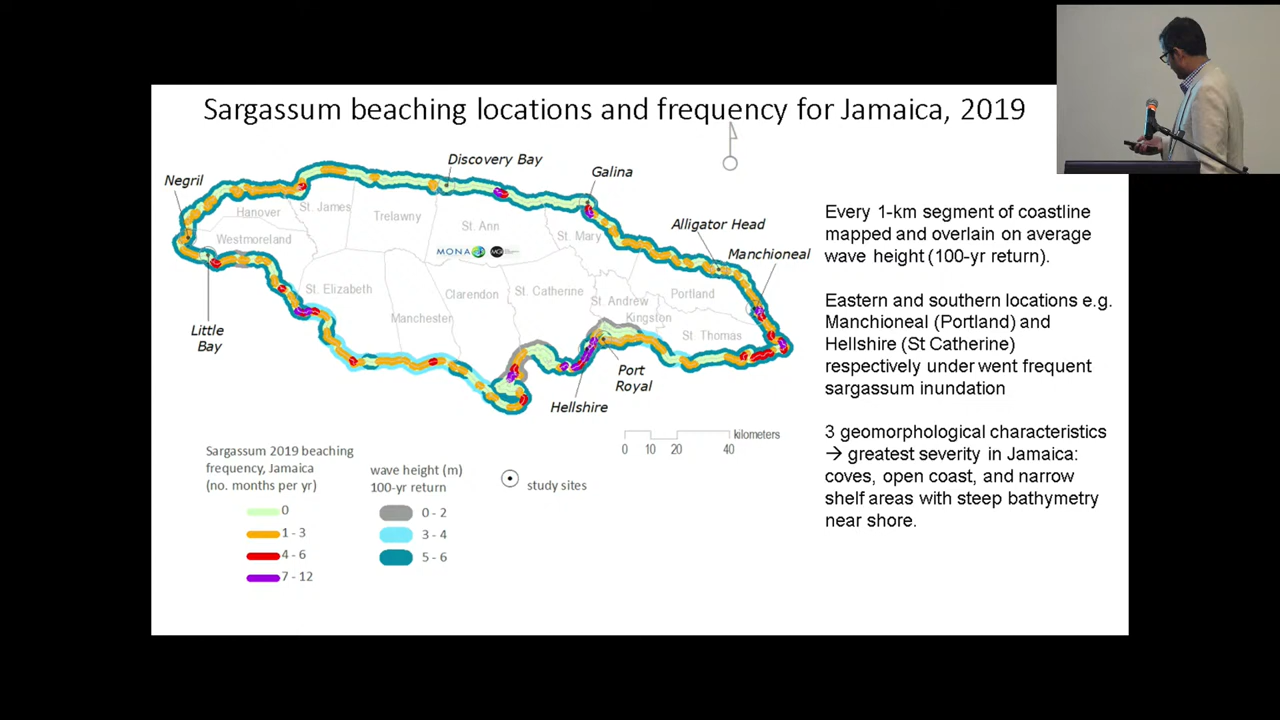 Sargassum beaching locations and frequency for Jamaica, 2019
Discovery Bay
Negril
Galina
Hanover
St. James
Trelawny
St. Ann
Westmoreland
St. Mary
Alligator Head
Manchioneal
MONA
MGI
St. Elizabeth
Clarendon
St. Catherine
St. Andrew
Portland
Manchester
Kingston
St. Thomas
Little
Bay
Port
Royal
Hellshire
kilometers
0 10 20 40
Sargassum 2019 beaching
frequency, Jamaica
(no. months per yr)
0
1 - 3
4 - 6
7 - 12
wave height (m)
100-yr return
0 - 2
3 - 4
5 - 6
study sites
Every 1-km segment of coastline
mapped and overlain on average
wave height (100-yr return).
Eastern and southern locations e.g.
Manchioneal (Portland) and
Hellshire (St Catherine)
respectively under went frequent
sargassum inundation
3 geomorphological characteristics
→ greatest severity in Jamaica:
coves, open coast, and narrow
shelf areas with steep bathymetry
near shore.